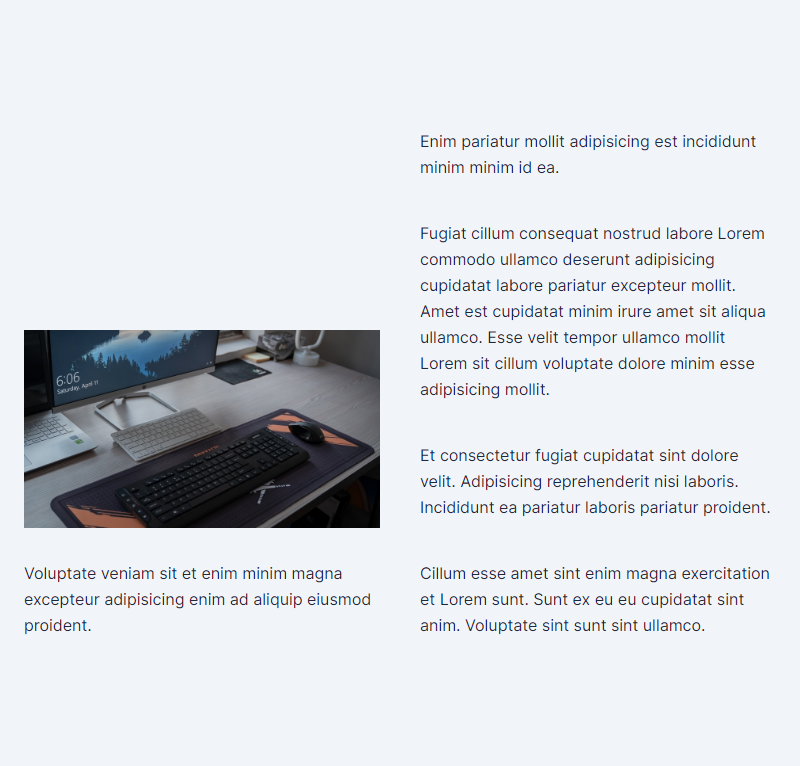 6:06
Saturday, April 11
Voluptate veniam sit et enim minim magna
excepteur adipisicing enim ad aliquip eiusmod
proident.
Enim pariatur mollit adipisicing est incididunt
minim minim id ea.
Fugiat cillum consequat nostrud labore Lorem
commodo ullamco deserunt adipisicing
cupidatat labore pariatur excepteur mollit.
Amet est cupidatat minim irure amet sit aliqua
ullamco. Esse velit tempor ullamco mollit
Lorem sit cillum voluptate dolore minim esse
adipisicing mollit.
Et consectetur fugiat cupidatat sint dolore
velit. Adipisicing reprehenderit nisi laboris.
Incididunt ea pariatur laboris pariatur proident.
Cillum esse amet sint enim magna exercitation
et Lorem sunt. Sunt ex eu eu cupidatat sint
anim. Voluptate sint sunt sint ullamco.